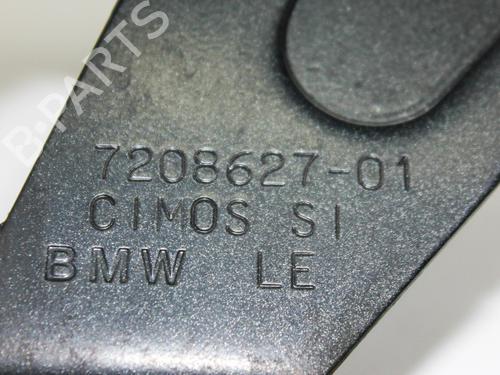 B-PARTS
7208627-01
CIMOS SI
BMW LE